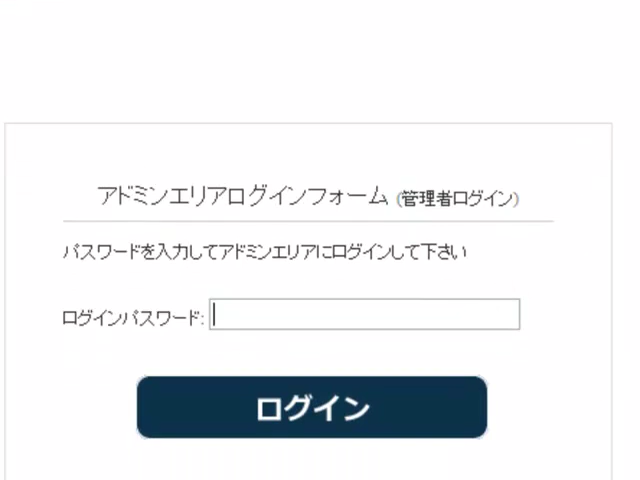 アドミンエリアログインフォーム (管理者ログイン)
パスワードを入力してアドミンエリアにログインして下さい
ログインパスワード:
ログイン